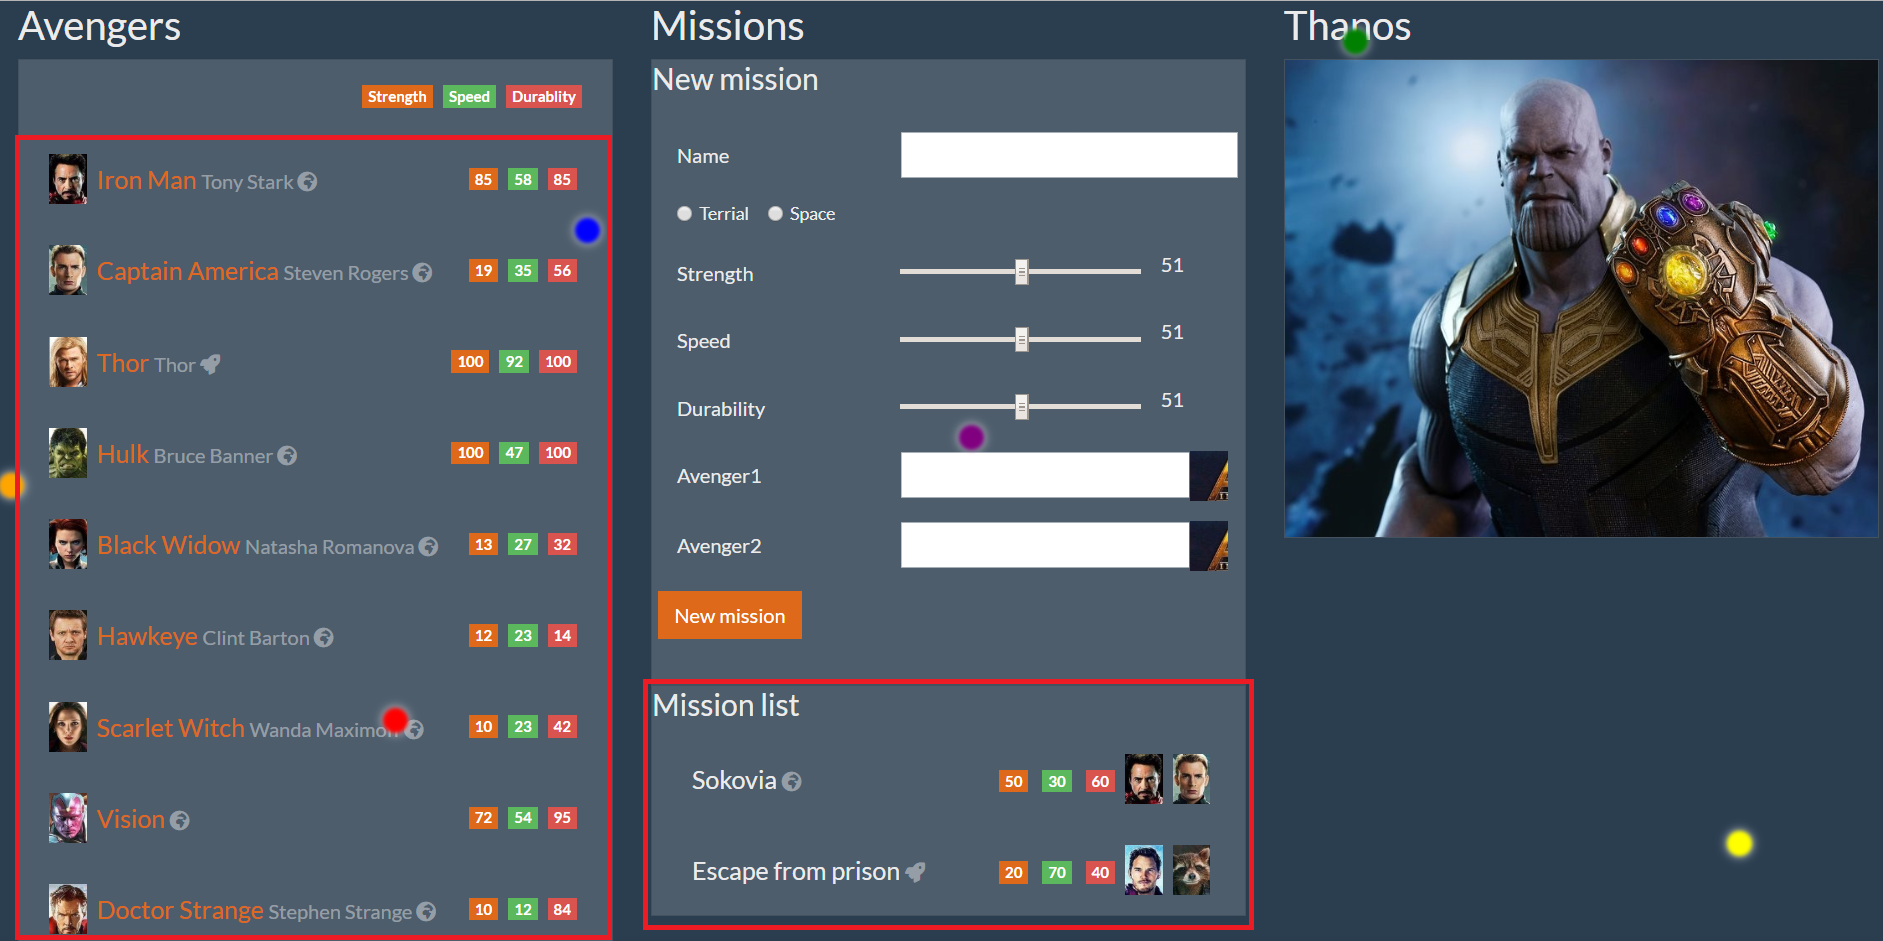 Avengers
Strength Speed Durablity
Iron Man Tony Stark 85 58 85
Captain America Steven Rogers 19 35 56
Thor Thor 100 92 100
Hulk Bruce Banner 100 47 100
Black Widow Natasha Romanova 13 27 32
Hawkeye Clint Barton 12 23 14
Scarlet Witch Wanda 10 23 42
Vision 72 54 95
Doctor Strange Stephen Strange 10 12 84
Missions
New mission
Name
Terrial Space
Strength 51
Speed 51
Durability 51
Avenger1
Avenger2
New mission
Mission list
Sokovia 50 30 60
Escape from prison 20 70 40
Thanos